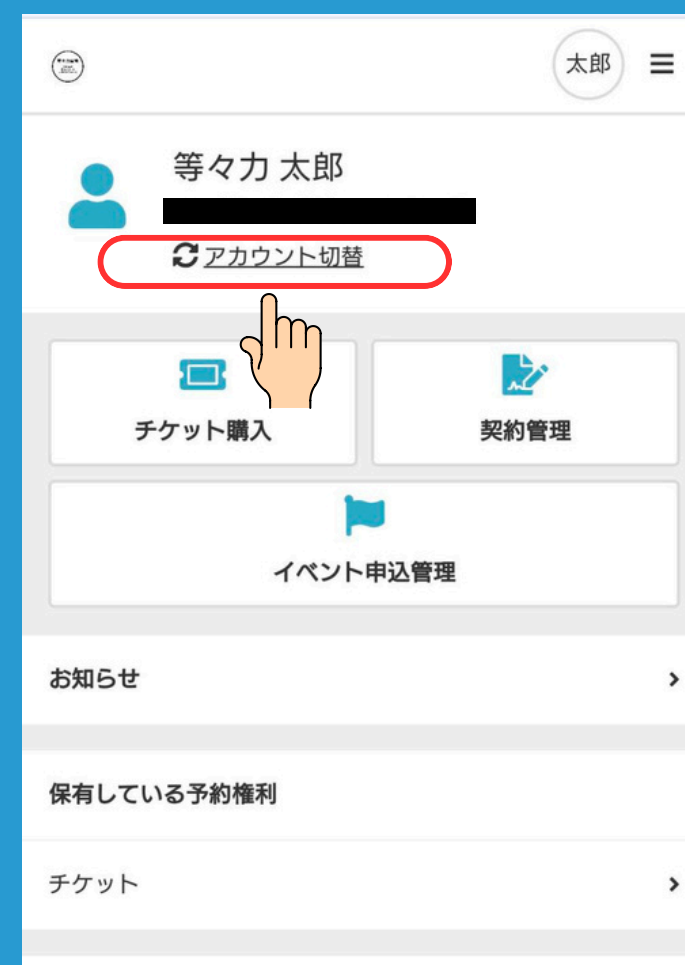 太郎
等々力 太郎
アカウント切替
チケット購入
契約管理
イベント申込管理
お知らせ
保有している予約権利
チケット